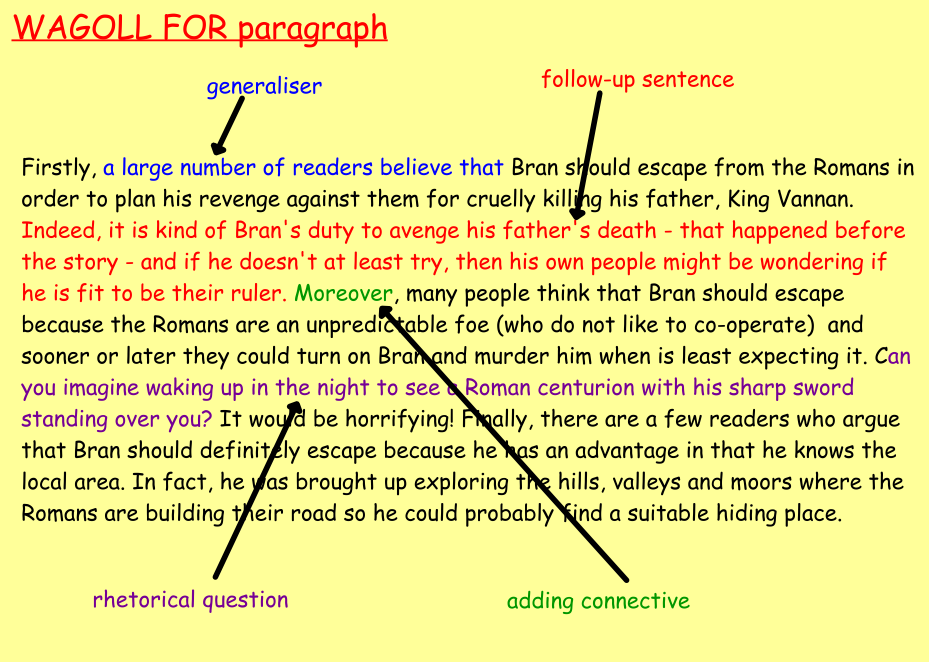 WAGOLL FOR paragraph
generaliser
follow-up sentence
Firstly, a large number of readers believe that Bran should escape from the Romans in
order to plan his revenge against them for cruelly killing his father, King Vannan.
Indeed, it is kind of Bran's duty to avenge his father's death - that happened before
the story - and if he doesn't at least try, then his own people might be wondering if
he is fit to be their ruler. Moreover, many people think that Bran should escape
because the Romans are an unpredictable foe (who do not like to co-operate)  and
sooner or later they could turn on Bran and murder him when is least expecting it. Can
you imagine waking up in the night to see a Roman centurion with his sharp sword
standing over you? It would be horrifying! Finally, there are a few readers who argue
that Bran should definitely escape because he has an advantage in that he knows the
local area. In fact, he was brought up exploring the hills, valleys and moors where the
Romans are building their road so he could probably find a suitable hiding place.
rhetorical question
adding connective